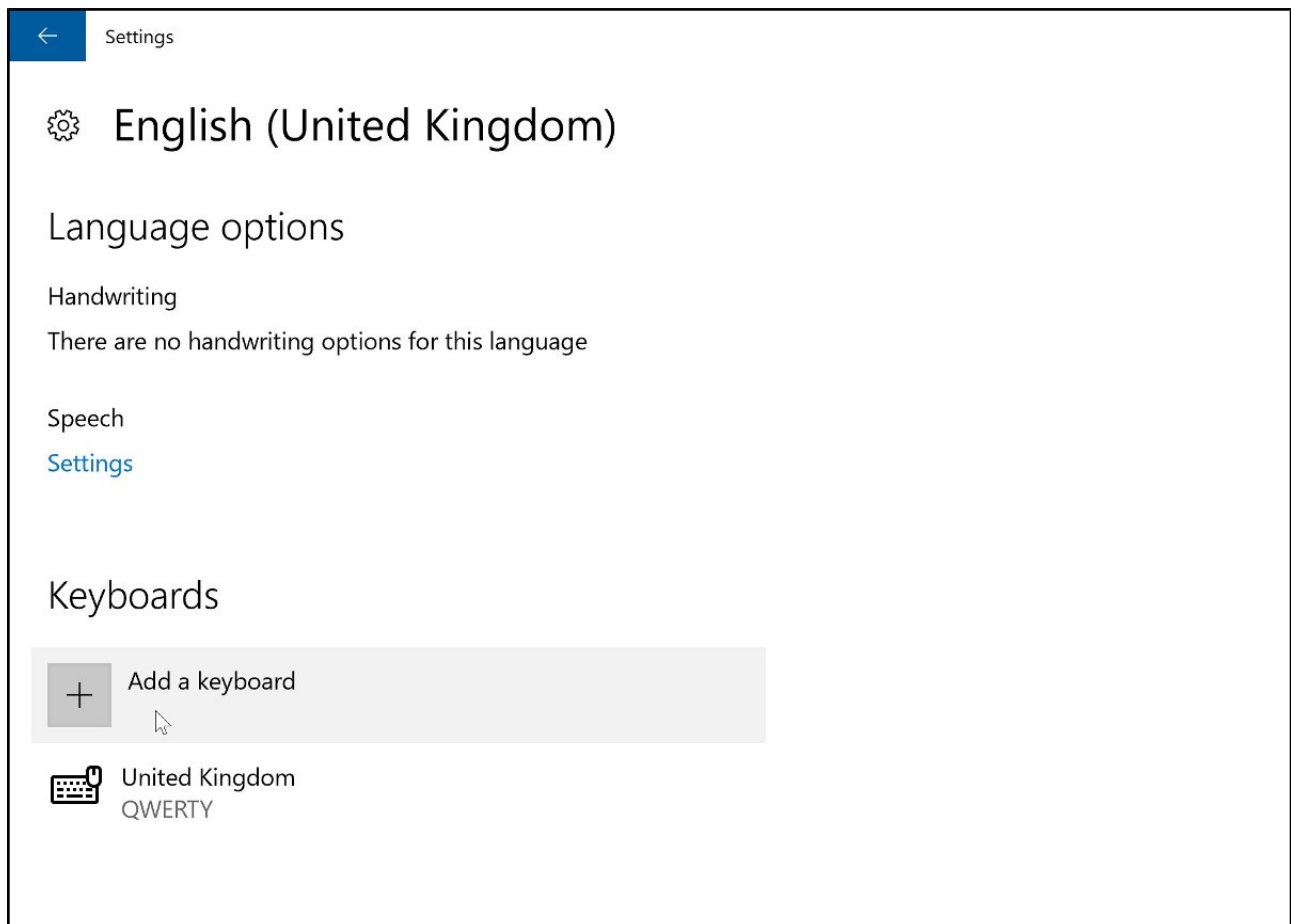 Settings
English (United Kingdom)
Language options
Handwriting
There are no handwriting options for this language
Speech
Settings
Keyboards
Add a keyboard
United Kingdom
QWERTY